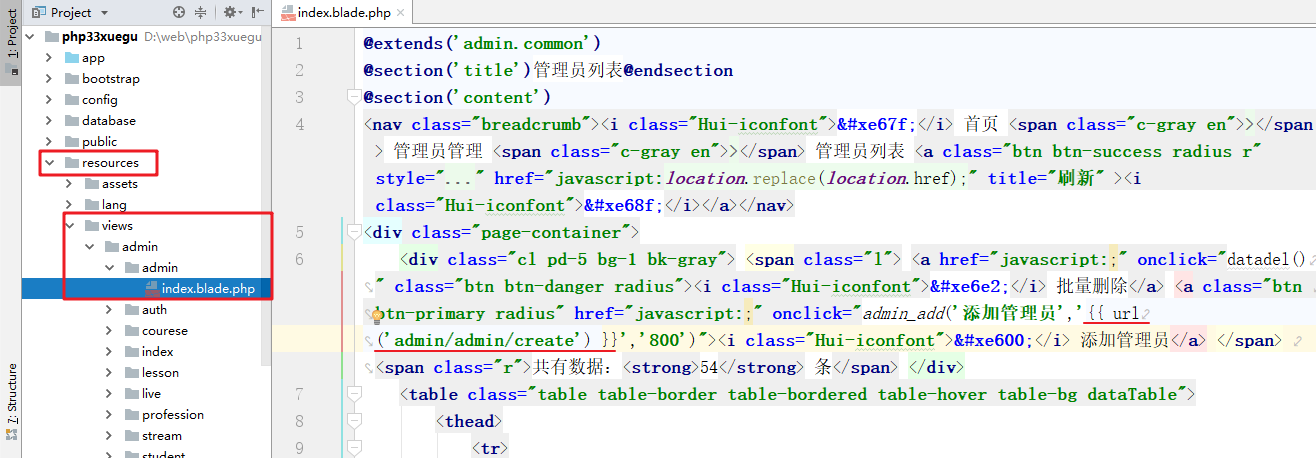 1: Project
Project
index.blade.php
php33xuegu D:\web\php33xuegu
app
bootstrap
config
database
public
resources
assets
lang
views
admin
admin
index.blade.php
auth
courese
index
lesson
live
profession
stream
student
7: Structure
1 @extends('admin.common')
2 @section('title')管理员列表@endsection
3 @section('content')
4 <nav class="breadcrumb"><i class="Hui-iconfont">&#xe67f;</i> 首页 <span class="c-gray en">></span
> 管理员管理 <span class="c-gray en">></span> 管理员列表 <a class="btn btn-success radius r"
style="..." href="javascript:location.replace(location.href);" title="刷新" ><i
class="Hui-iconfont">&#xe68f;</i></a></nav>
5 <div class="page-container">
6 <div class="cl pd-5 bg-1 bk-gray"> <span class="l"> <a href="javascript:;" onclick="datadel()
" class="btn btn-danger radius"><i class="Hui-iconfont">&#xe6e2;</i> 批量删除</a> <a class="btn
btn-primary radius" href="javascript:;" onclick="admin_add('添加管理员','{{ url
('admin/admin/create') }}','800')"><i class="Hui-iconfont">&#xe600;</i> 添加管理员</a> </span>
<span class="r">共有数据：<strong>54</strong> 条</span> </div>
7 <table class="table table-border table-bordered table-hover table-bg dataTable">
8 <thead>
9 <tr>